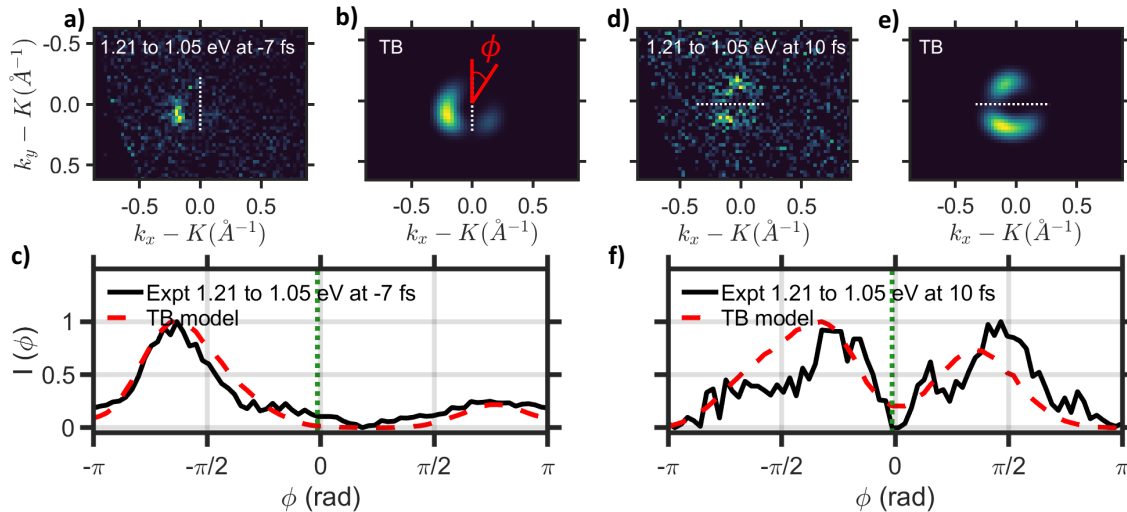 a)
1.21 to 1.05 eV at -7 fs
-0.5
0.0
0.5
k_y − K(Å⁻¹)
-0.5
0.0
0.5
k_x − K(Å⁻¹)
b)
TB
ϕ
-0.5
0.0
0.5
k_x − K(Å⁻¹)
d)
1.21 to 1.05 eV at 10 fs
-0.5
0.0
0.5
k_x − K(Å⁻¹)
e)
TB
-0.5
0.0
0.5
k_x − K(Å⁻¹)
c)
Expt 1.21 to 1.05 eV at -7 fs
TB model
1
0.5
0
I (ϕ)
-π
-π/2
0
π/2
π
ϕ (rad)
f)
Expt 1.21 to 1.05 eV at 10 fs
TB model
1
0.5
0
-π
-π/2
0
π/2
π
ϕ (rad)